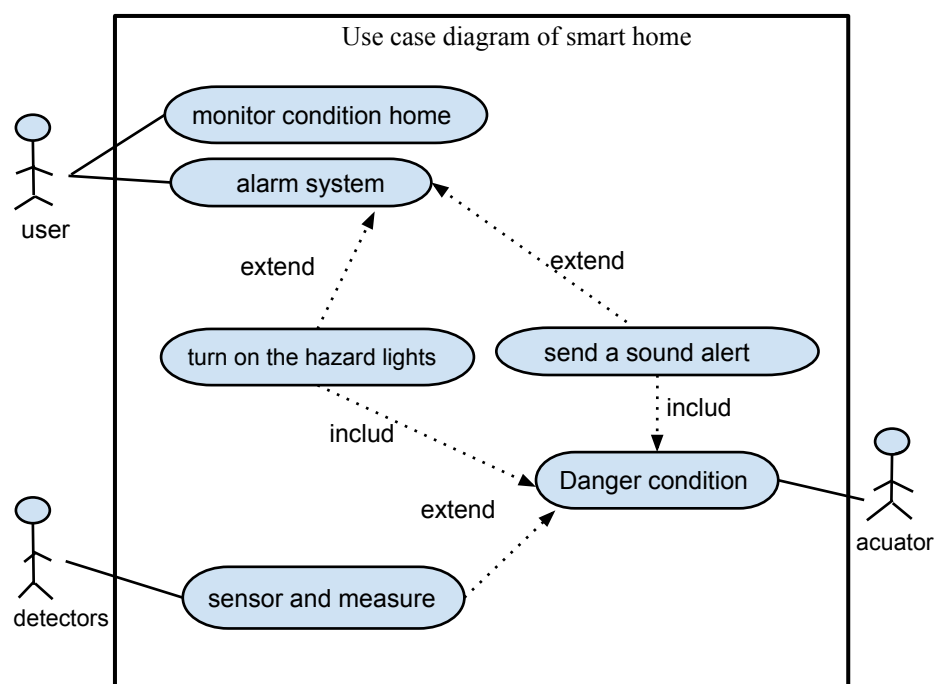 Use case diagram of smart home
monitor condition home
alarm system
user
extend
extend
turn on the hazard lights
send a sound alert
includ
includ
Danger condition
extend
acuator
sensor and measure
detectors